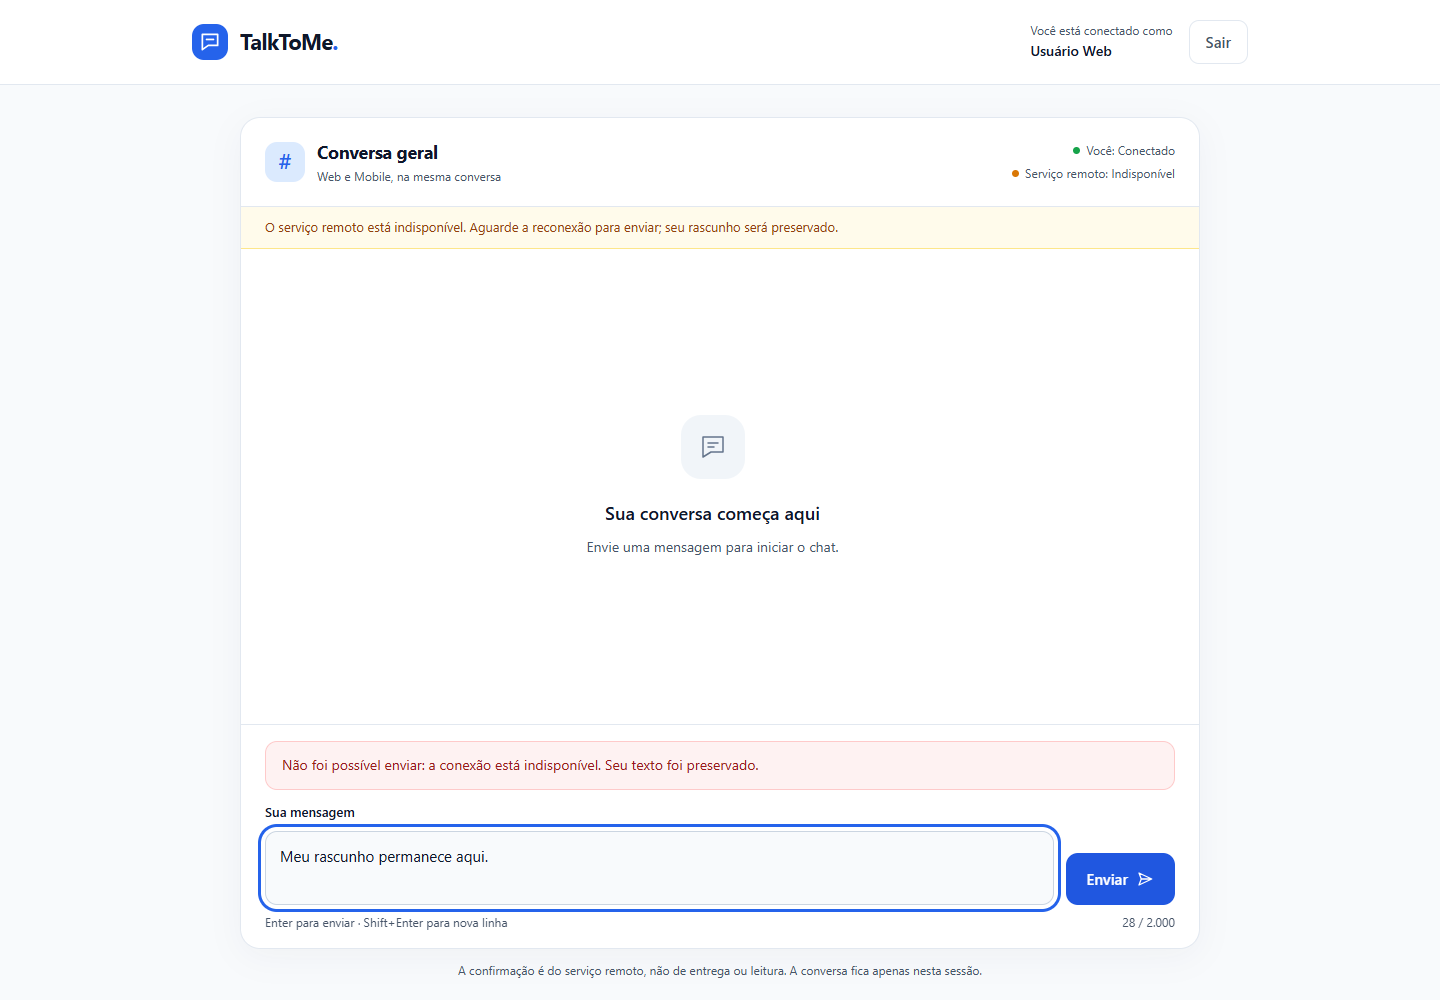 TalkToMe.
Você está conectado como
Usuário Web
Sair
#
Conversa geral
Web e Mobile, na mesma conversa
Você: Conectado
Serviço remoto: Indisponível
O serviço remoto está indisponível. Aguarde a reconexão para enviar; seu rascunho será preservado.
Sua conversa começa aqui
Envie uma mensagem para iniciar o chat.
Não foi possível enviar: a conexão está indisponível. Seu texto foi preservado.
Sua mensagem
Meu rascunho permanece aqui.
Enviar
Enter para enviar · Shift+Enter para nova linha
28 / 2.000
A confirmação é do serviço remoto, não de entrega ou leitura. A conversa fica apenas nesta sessão.